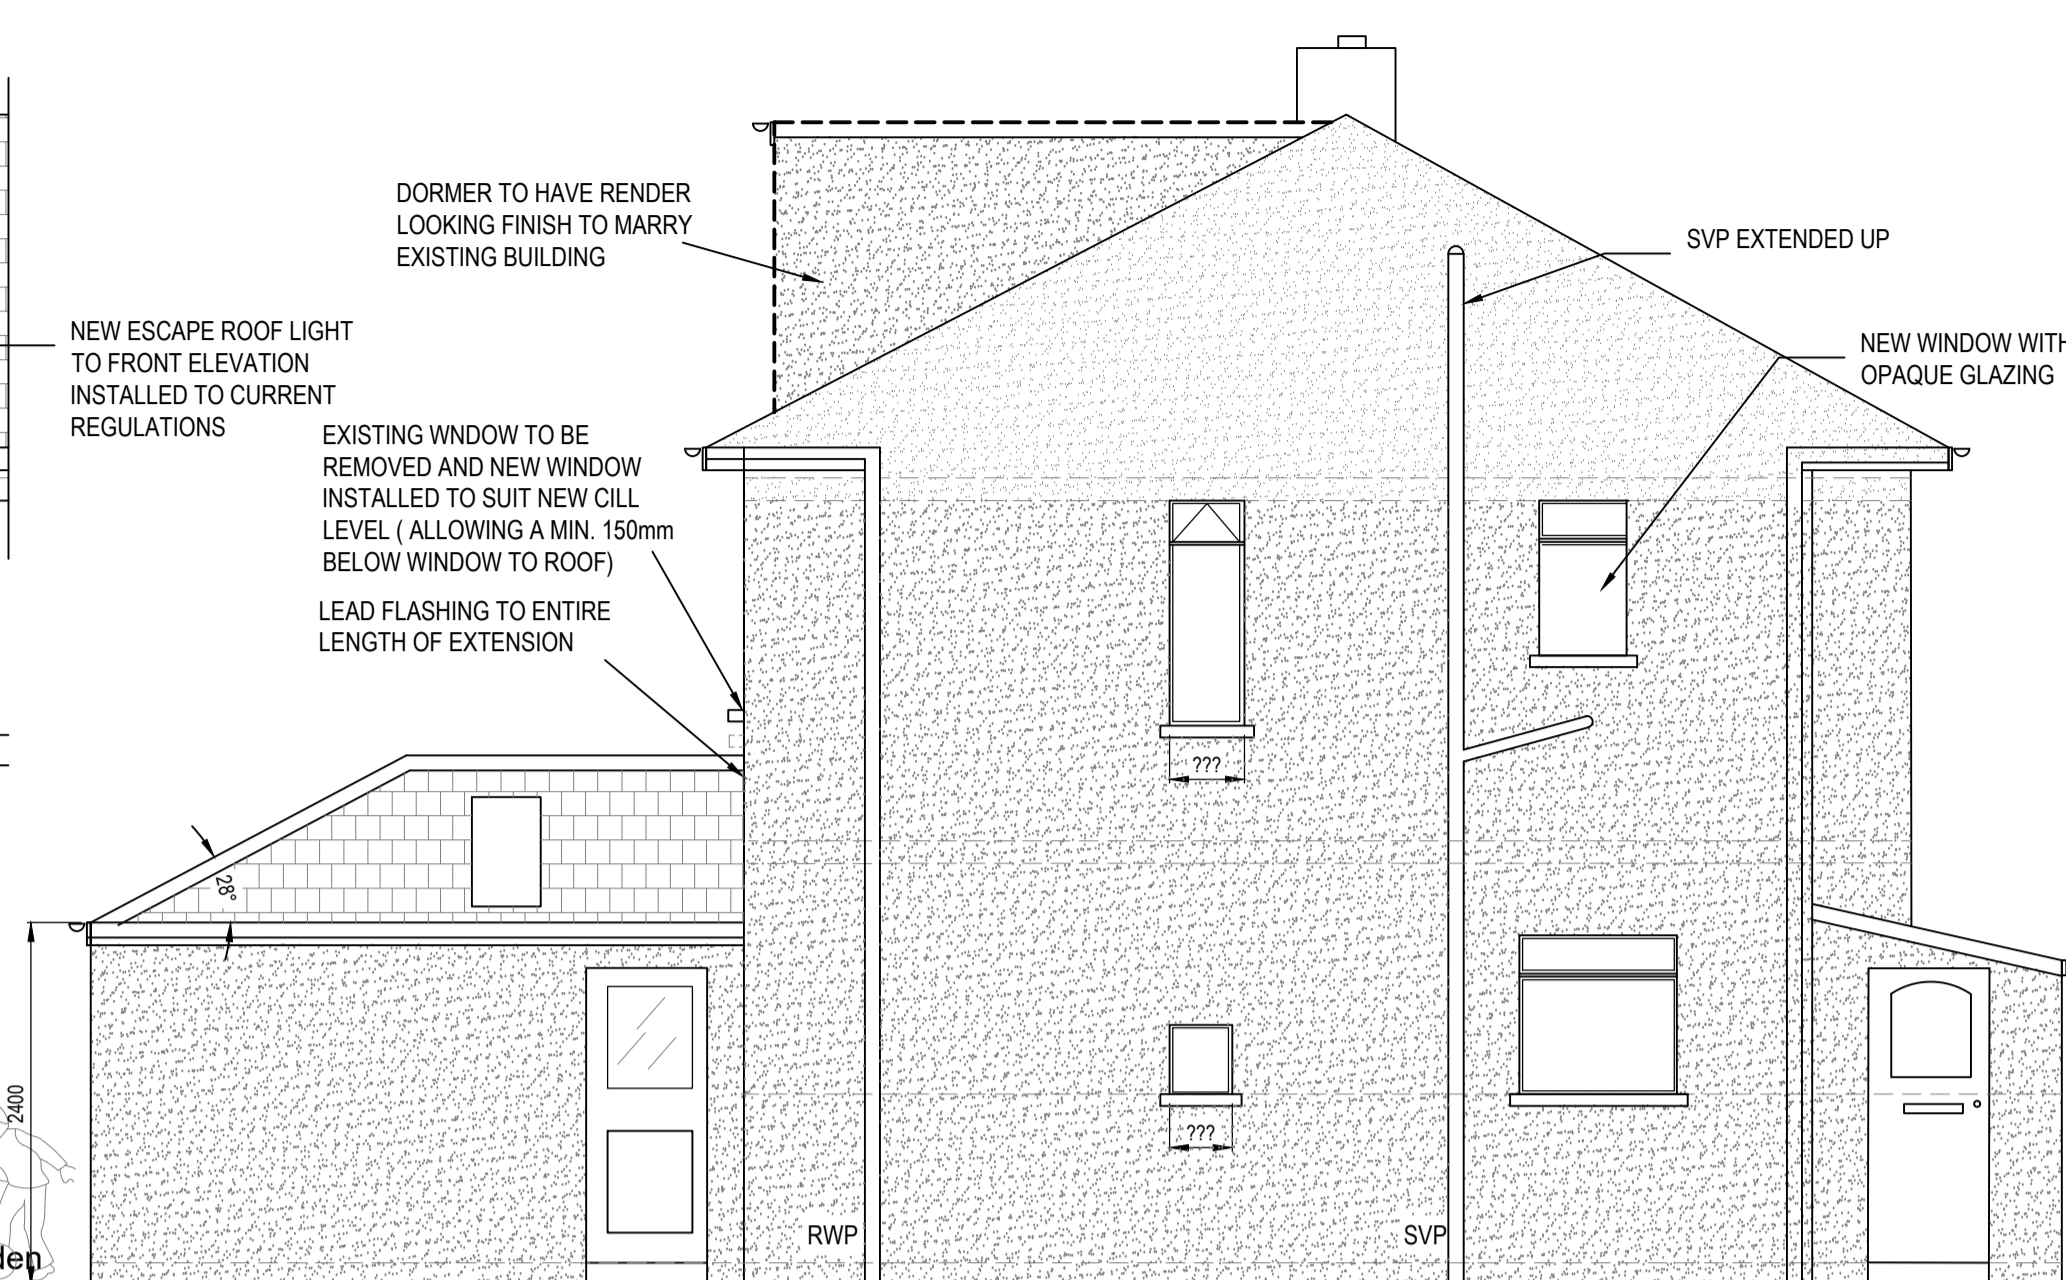 DORMER TO HAVE RENDER
LOOKING FINISH TO MARRY
EXISTING BUILDING
SVP EXTENDED UP
NEW ESCAPE ROOF LIGHT
TO FRONT ELEVATION
INSTALLED TO CURRENT
REGULATIONS
NEW WINDOW WITH
OPAQUE GLAZING
EXISTING WNDOW TO BE
REMOVED AND NEW WINDOW
INSTALLED TO SUIT NEW CILL
LEVEL ( ALLOWING A MIN. 150mm
BELOW WINDOW TO ROOF)
LEAD FLASHING TO ENTIRE
LENGTH OF EXTENSION
???
28°
2400
???
RWP
SVP
den